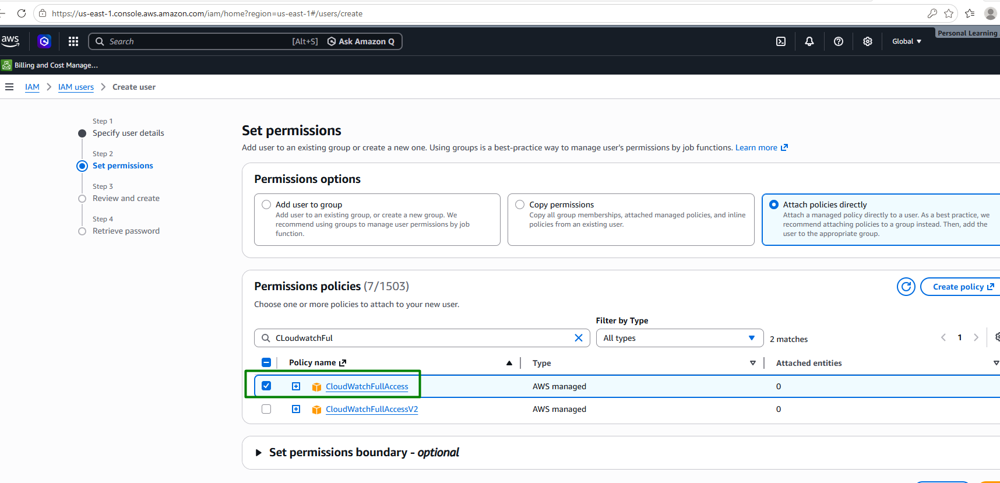 https://us-east-1.console.aws.amazon.com/iam/home?region=us-east-1#/users/create
aws
Search
[Alt+S]
Ask Amazon Q
Global
Personal Learning
Billing and Cost Manage...
IAM
IAM users
Create user
Step 1
Specify user details
Step 2
Set permissions
Step 3
Review and create
Step 4
Retrieve password
Set permissions
Add user to an existing group or create a new one. Using groups is a best-practice way to manage user's permissions by job functions. Learn more
Permissions options
Add user to group
Add user to an existing group, or create a new group. We
recommend using groups to manage user permissions by job
function.
Copy permissions
Copy all group memberships, attached managed policies, and inline
policies from an existing user.
Attach policies directly
Attach a managed policy directly to a user. As a best practice, we
recommend attaching policies to a group instead. Then, add the
user to the appropriate group.
Permissions policies (7/1503)
Create policy
Choose one or more policies to attach to your new user.
Filter by Type
CLoudwatchFul
All types
2 matches
1
Policy name
Type
Attached entities
CloudWatchFullAccess
AWS managed
0
CloudWatchFullAccessV2
AWS managed
0
Set permissions boundary - optional